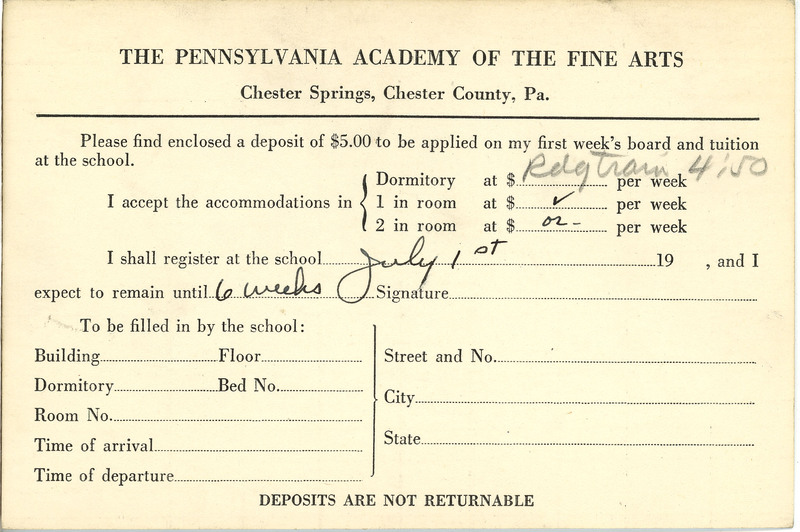 THE PENNSYLVANIA ACADEMY OF THE FINE ARTS
Chester Springs, Chester County, Pa.
Please find enclosed a deposit of $5.00 to be applied on my first week's board and tuition
at the school.
Rdg train 4:50
Dormitory at $ per week
I accept the accommodations in 1 in room at $ ✓ per week
2 in room at $ or - per week
I shall register at the school July 1st 19 , and I
expect to remain until 6 weeks Signature
To be filled in by the school:
Building Floor
Dormitory Bed No.
Room No.
Time of arrival
Time of departure
Street and No.
City
State
DEPOSITS ARE NOT RETURNABLE